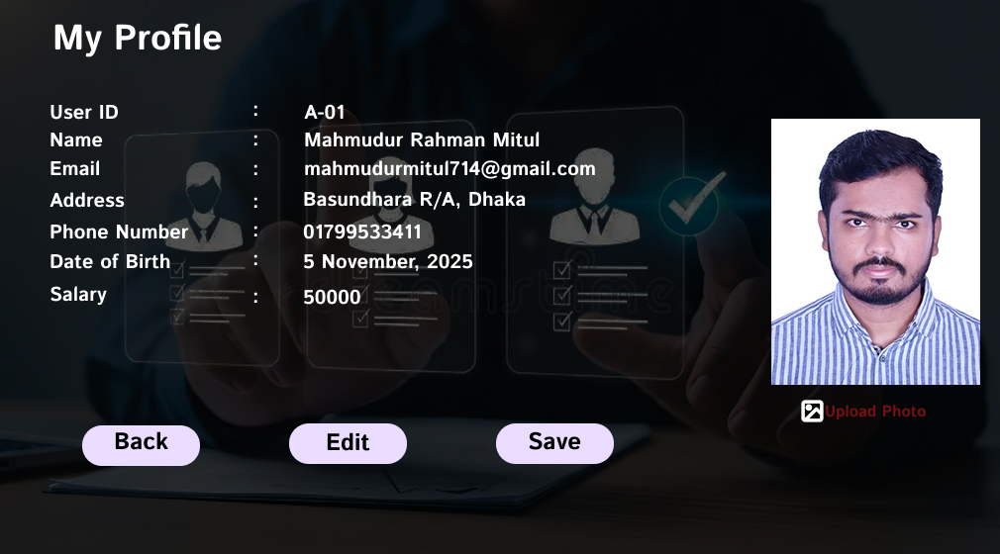 My Profile
User ID : A-01
Name : Mahmudur Rahman Mitul
Email : mahmudurmitul714@gmail.com
Address : Basundhara R/A, Dhaka
Phone Number : 01799533411
Date of Birth : 5 November, 2025
Salary : 50000
Upload Photo
Back Edit Save